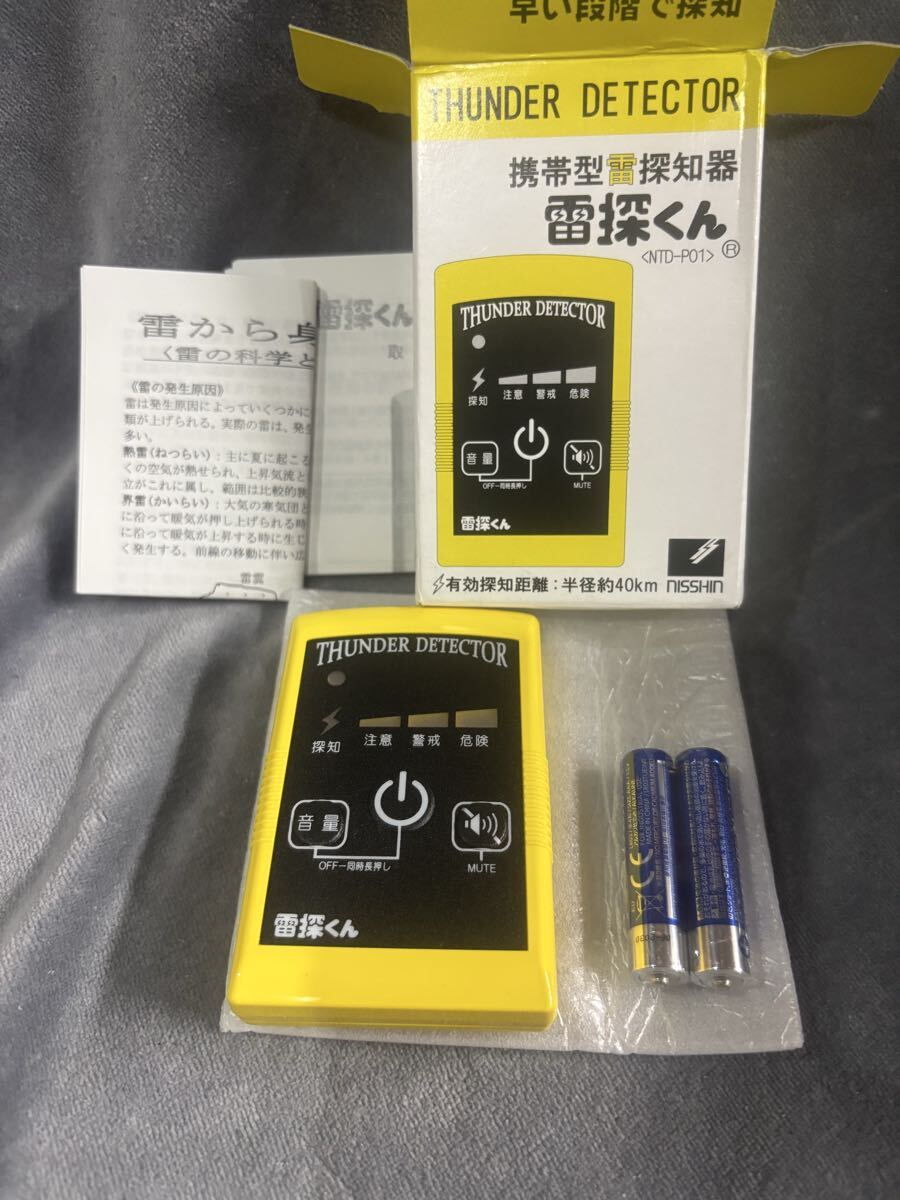 早い段階で探知
THUNDER DETECTOR
携帯型雷探知器
雷探くん®
<NTD-P01>
THUNDER DETECTOR
探知 注意 警戒 危険
音量
OFFー同時長押し
MUTE
雷探くん
有効探知距離:半径約40km
NISSHIN
雷から身
〈雷の科学と
《雷の発生原因》
雷は発生原因によっていくつかに
類が上げられる。実際の雷は、発生
多い。
熱雷(ねつらい):主に夏に起こる
くの空気が熱せられ、上昇気流と
立がこれに属し、範囲は比較的狭
界雷(かいらい):大気の寒気団と
に沿って暖気が押し上げられる時
に沿って暖気が上昇する時に生じ
く発生する。前線の移動に伴い広
雷雲
雷探くん
取
THUNDER DETECTOR
探知 注意 警戒 危険
音量
OFFー同時長押し
MUTE
雷探くん
CE